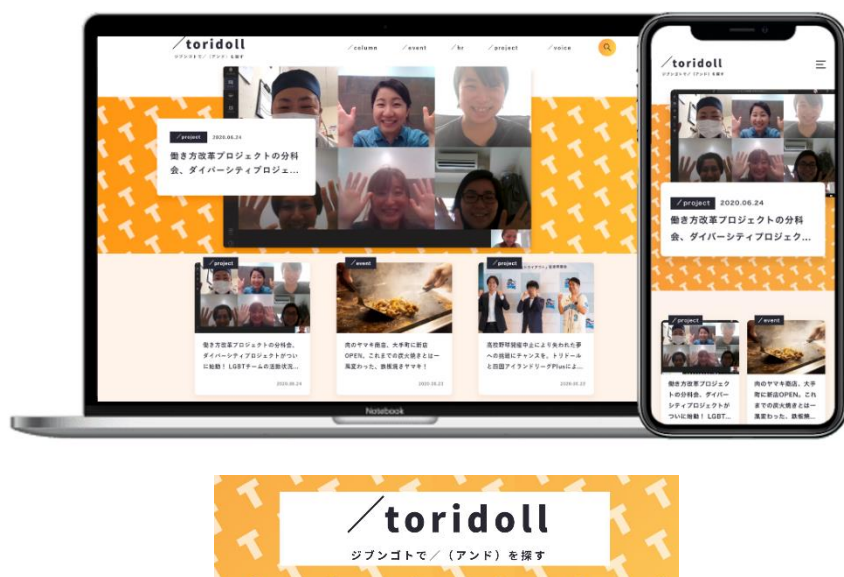 ／toridoll
ジブンゴトで／（アンド）を探す
／column ／event ／hr ／project ／voice
／project 2020.06.24
働き方改革プロジェクトの分科
会、ダイバーシティプロジェ...
／project
働き方改革プロジェクトの分科会、
ダイバーシティプロジェクトがつい
に始動！ LGBTチームの活動状況...
2020.06.24
／event
肉のヤマキ商店、大手町に新店
OPEN。これまでの炭火焼きとは一
風変わった、鉄板焼きヤマキ！
2020.06.23
／project
高校野球開催中止により失われた夢
への挑戦にチャンスを。トリドール
と四国アイランドリーグPlusによ...
Notebook
／toridoll
ジブンゴトで／（アンド）を探す
／project 2020.06.24
働き方改革プロジェクトの分科
会、ダイバーシティプロジェク...
／project
働き方改革プロジェク
トの分科会、ダイバー
シティプロジェクトが
ついに始動！ LGBT...
／event
肉のヤマキ商店、大手
町に新店OPEN。これ
までの炭火焼きとは一
風変わった、鉄板焼...
／toridoll
ジブンゴトで／（アンド）を探す